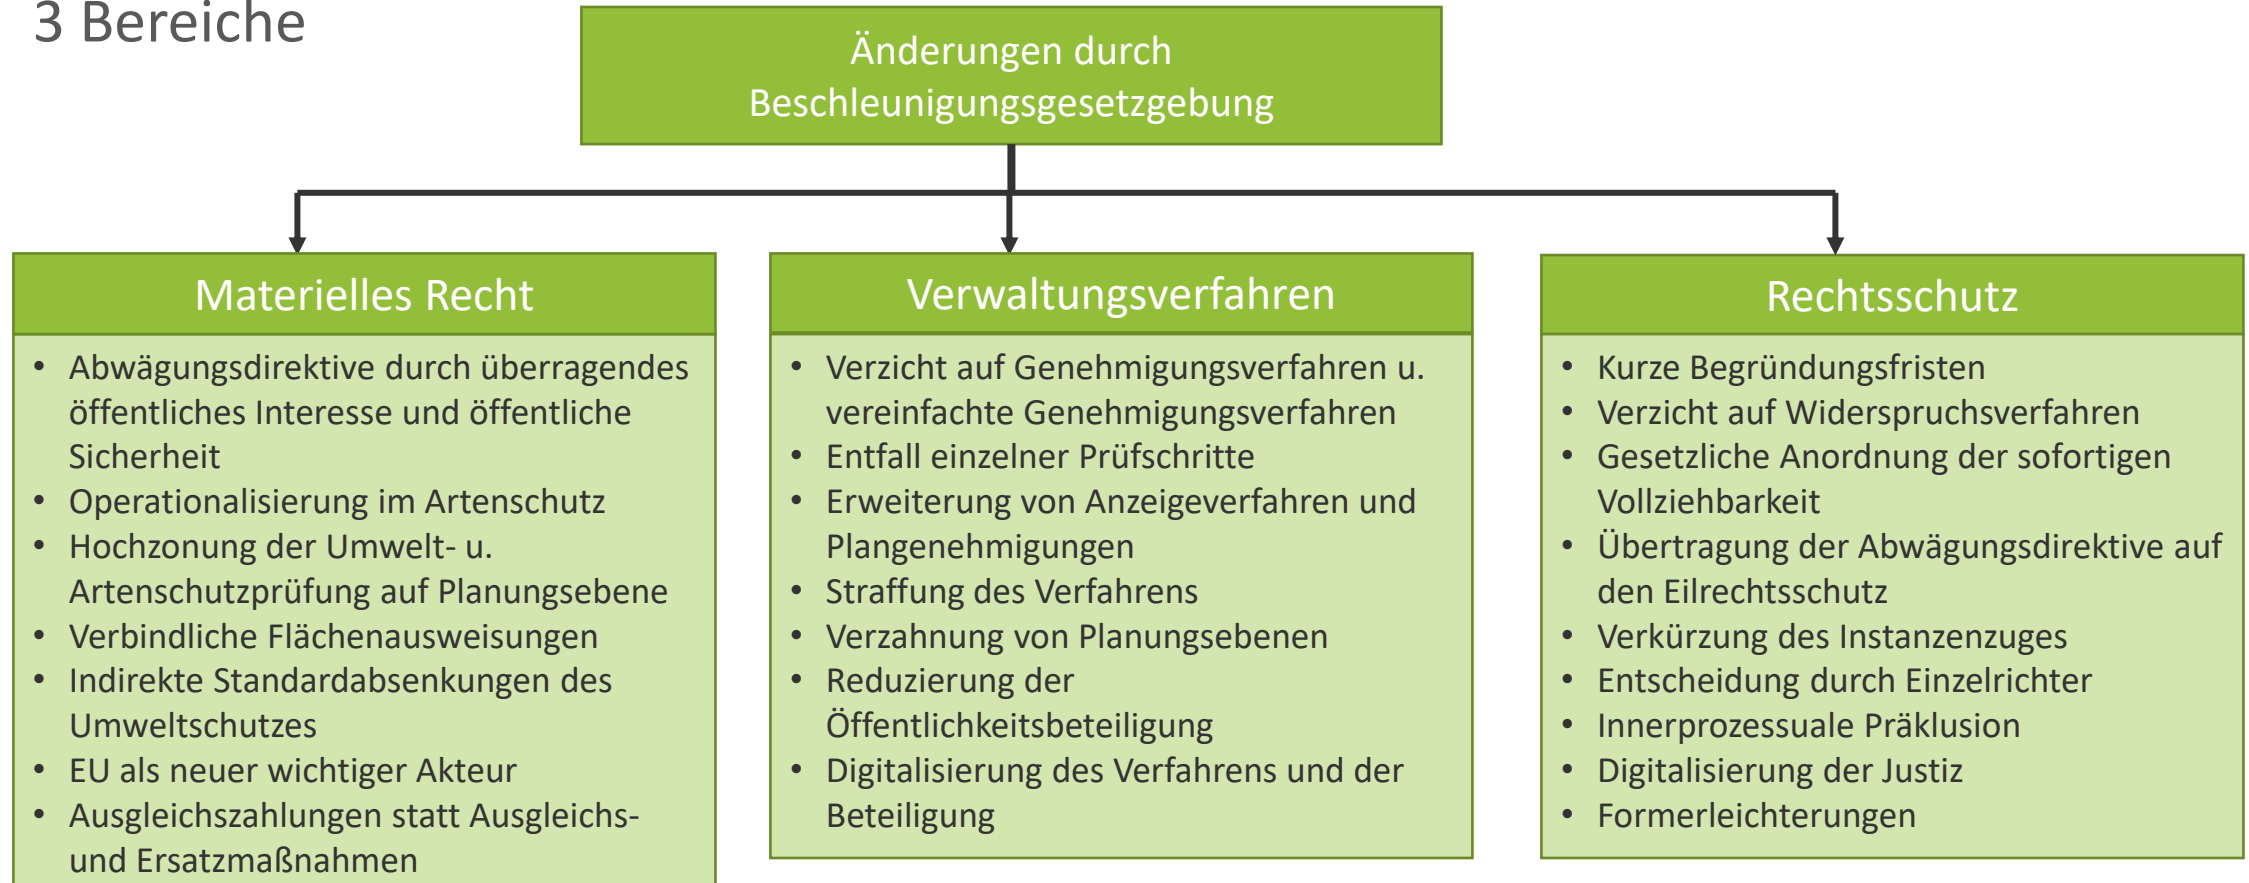 3 Bereiche
Änderungen durch
Beschleunigungsgesetzgebung
Materielles Recht
• Abwägungsdirektive durch überragendes
öffentliches Interesse und öffentliche
Sicherheit
• Operationalisierung im Artenschutz
• Hochzonung der Umwelt- u.
Artenschutzprüfung auf Planungsebene
• Verbindliche Flächenausweisungen
• Indirekte Standardabsenkungen des
Umweltschutzes
• EU als neuer wichtiger Akteur
• Ausgleichszahlungen statt Ausgleichs-
und Ersatzmaßnahmen
Verwaltungsverfahren
• Verzicht auf Genehmigungsverfahren u.
vereinfachte Genehmigungsverfahren
• Entfall einzelner Prüfschritte
• Erweiterung von Anzeigeverfahren und
Plangenehmigungen
• Straffung des Verfahrens
• Verzahnung von Planungsebenen
• Reduzierung der
Öffentlichkeitsbeteiligung
• Digitalisierung des Verfahrens und der
Beteiligung
Rechtsschutz
• Kurze Begründungsfristen
• Verzicht auf Widerspruchsverfahren
• Gesetzliche Anordnung der sofortigen
Vollziehbarkeit
• Übertragung der Abwägungsdirektive auf
den Eilrechtsschutz
• Verkürzung des Instanzenzuges
• Entscheidung durch Einzelrichter
• Innerprozessuale Präklusion
• Digitalisierung der Justiz
• Formerleichterungen